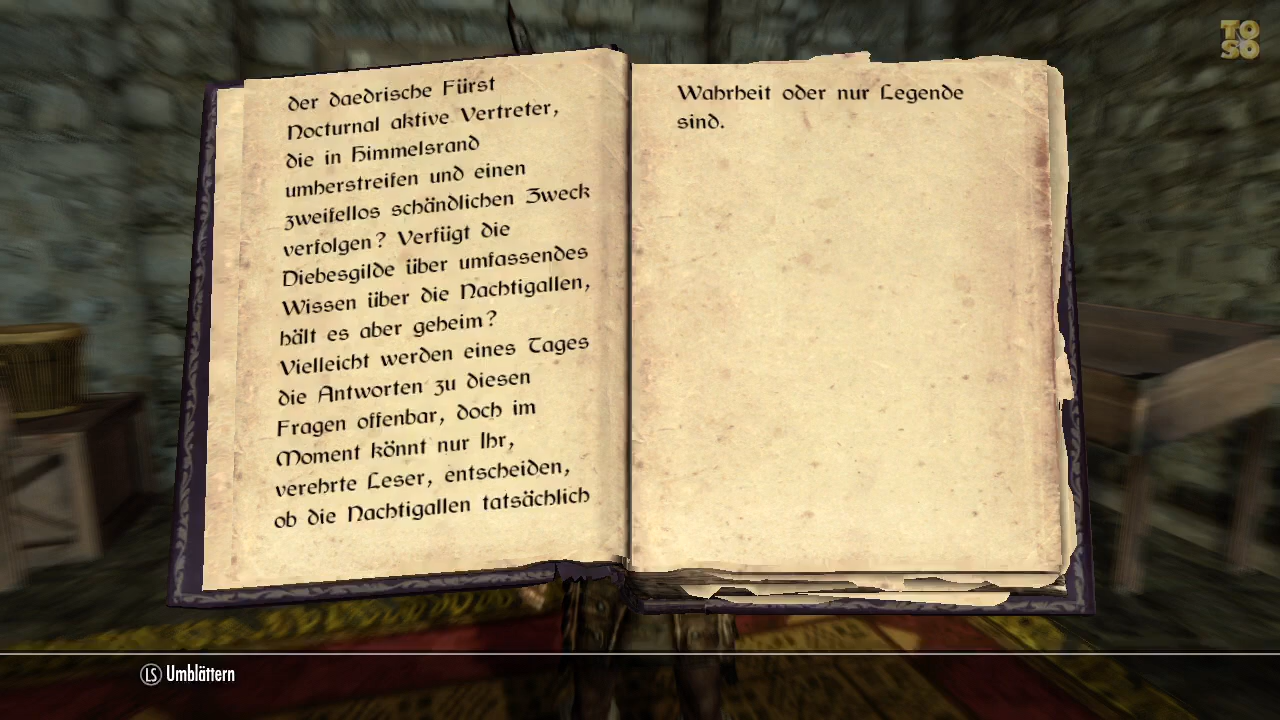 der daedrische Fürst
Nocturnal aktive Vertreter,
die in Himmelsrand
umherstreifen und einen
zweifellos schändlichen Zweck
verfolgen? Verfügt die
Diebesgilde über umfassendes
Wissen über die Nachtigallen,
hält es aber geheim?
Vielleicht werden eines Tages
die Antworten zu diesen
Fragen offenbar, doch im
Moment könnt nur Ihr,
verehrte Leser, entscheiden,
ob die Nachtigallen tatsächlich
Wahrheit oder nur Legende
sind.
TO
SO
LS Umblättern